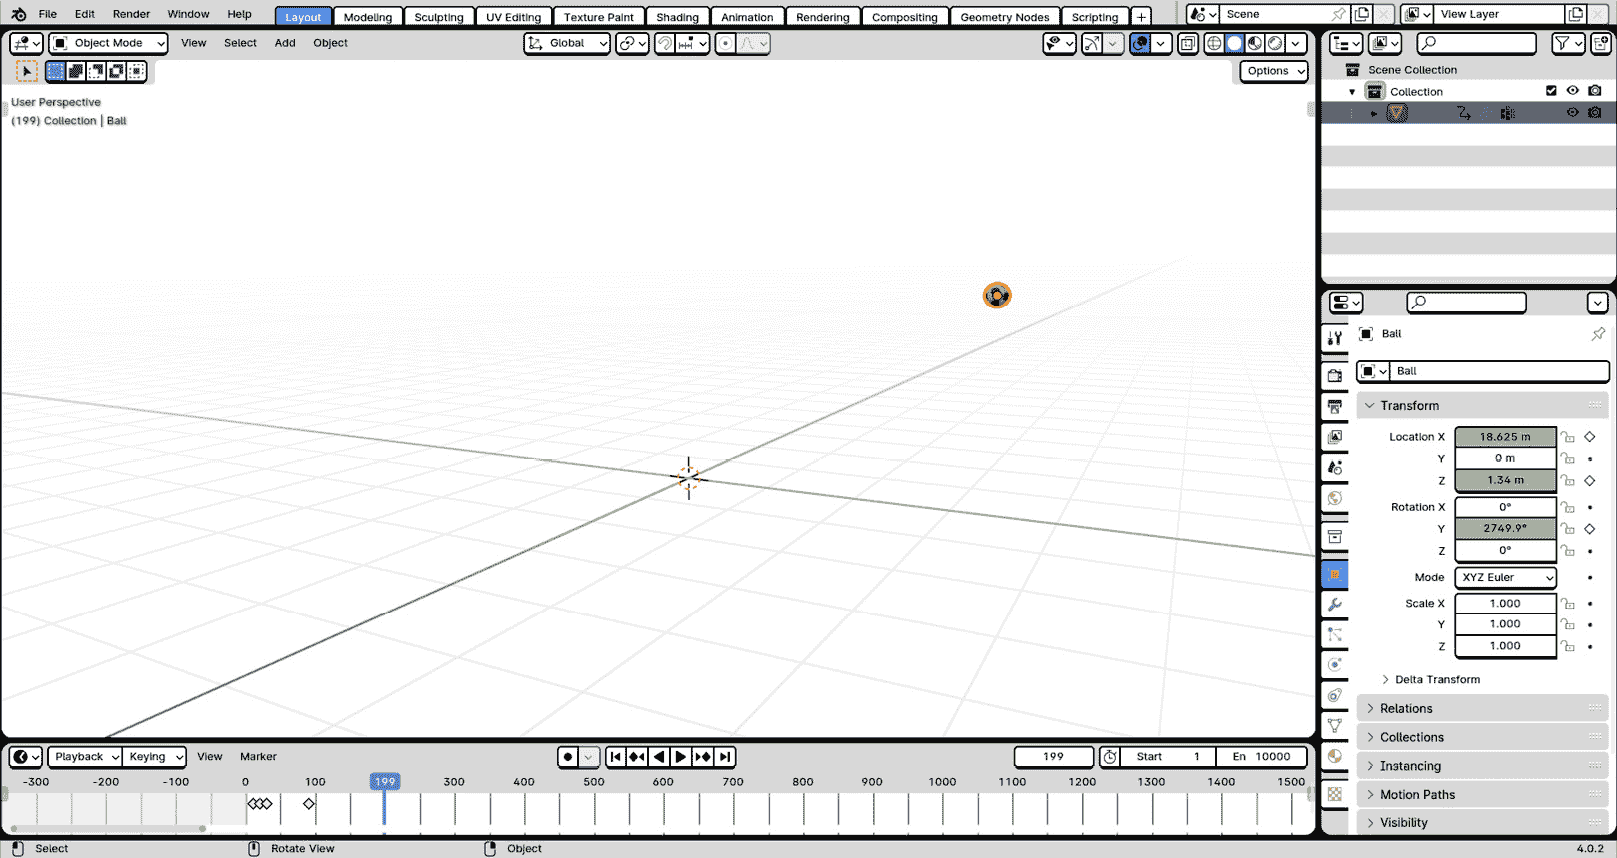 File Edit Render Window Help Layout Modeling Sculpting UV Editing Texture Paint Shading Animation Rendering Compositing Geometry Nodes Scripting + Scene View Layer
Object Mode View Select Add Object Global
Options
User Perspective
(199) Collection | Ball
Scene Collection
Collection
Ball
Ball
Transform
Location X 18.625 m
Y 0 m
Z 1.34 m
Rotation X 0°
Y 2749.9°
Z 0°
Mode XYZ Euler
Scale X 1.000
Y 1.000
Z 1.000
Delta Transform
Relations
Collections
Instancing
Motion Paths
Visibility
Playback Keying View Marker 199 Start 1 En 10000
-300 -200 -100 0 100 199 300 400 500 600 700 800 900 1000 1100 1200 1300 1400 1500
Select Rotate View Object 4.0.2